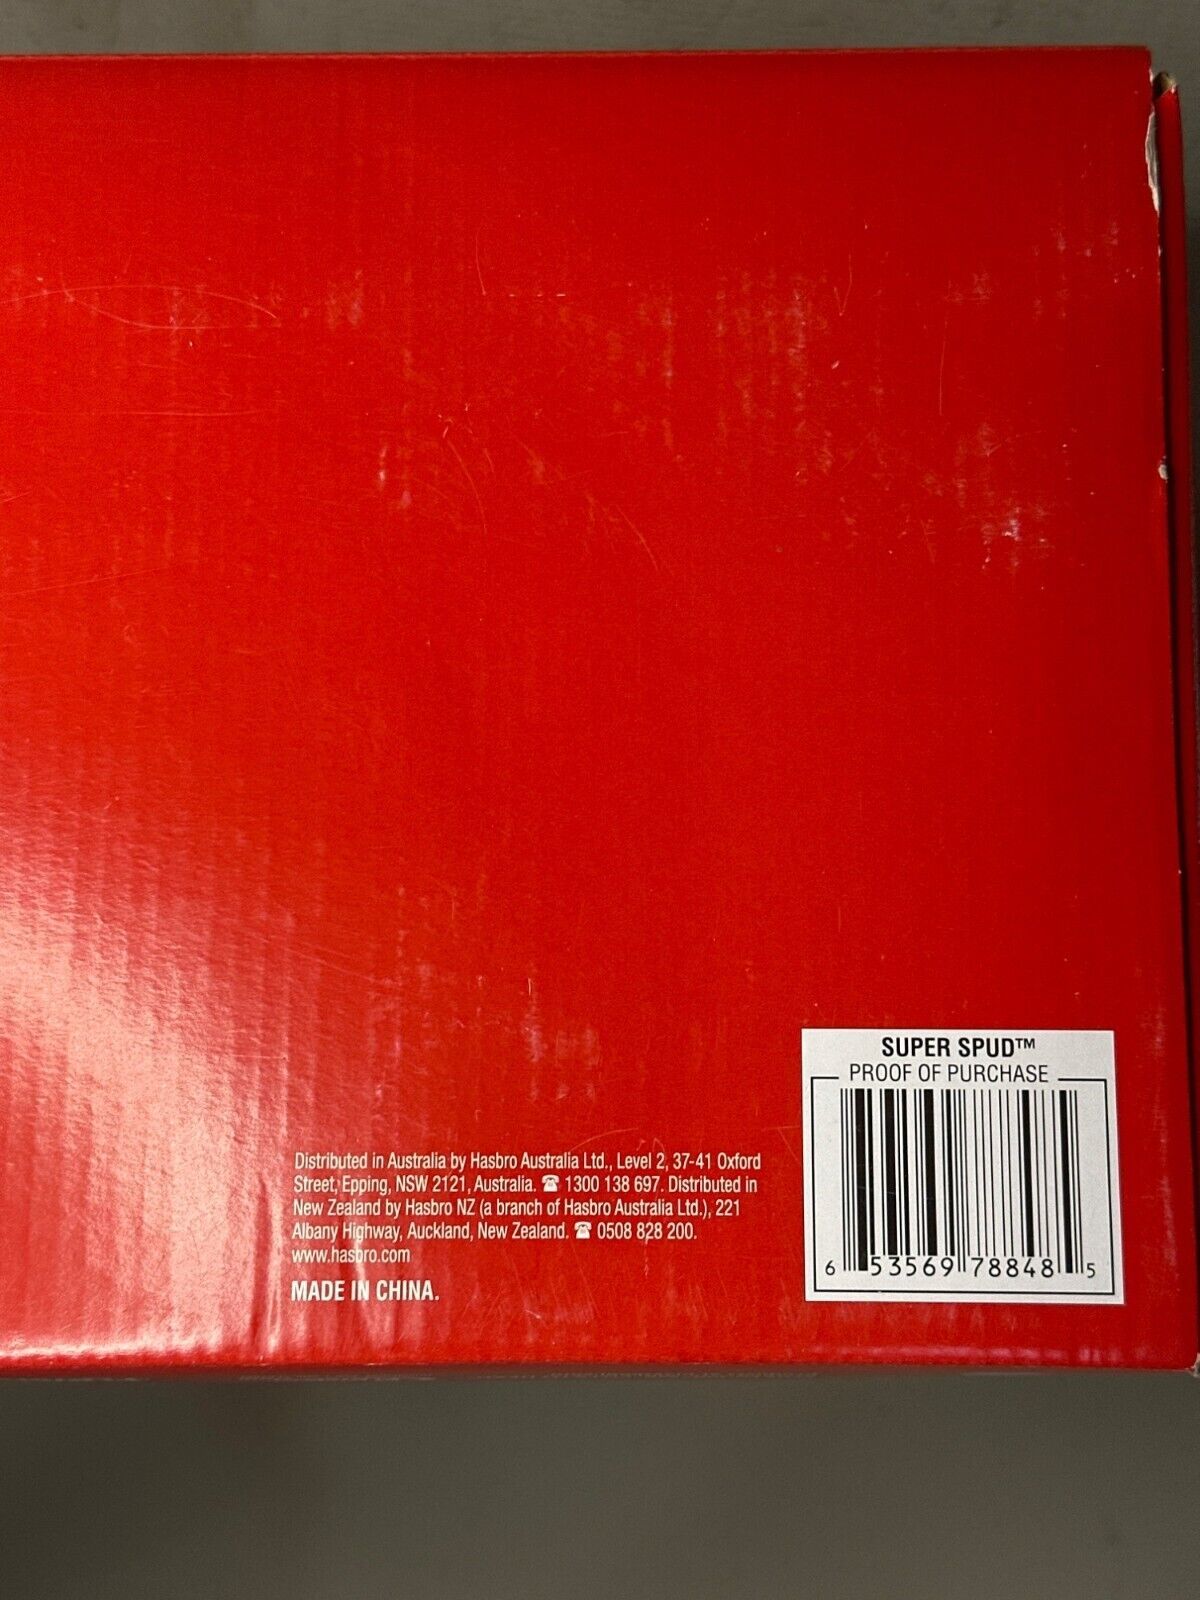 SUPER SPUD™
PROOF OF PURCHASE
6 53569 78848 5
Distributed in Australia by Hasbro Australia Ltd., Level 2, 37-41 Oxford
Street, Epping, NSW 2121, Australia. ☎ 1300 138 697. Distributed in
New Zealand by Hasbro NZ (a branch of Hasbro Australia Ltd.), 221
Albany Highway, Auckland, New Zealand. ☎ 0508 828 200.
www.hasbro.com
MADE IN CHINA.